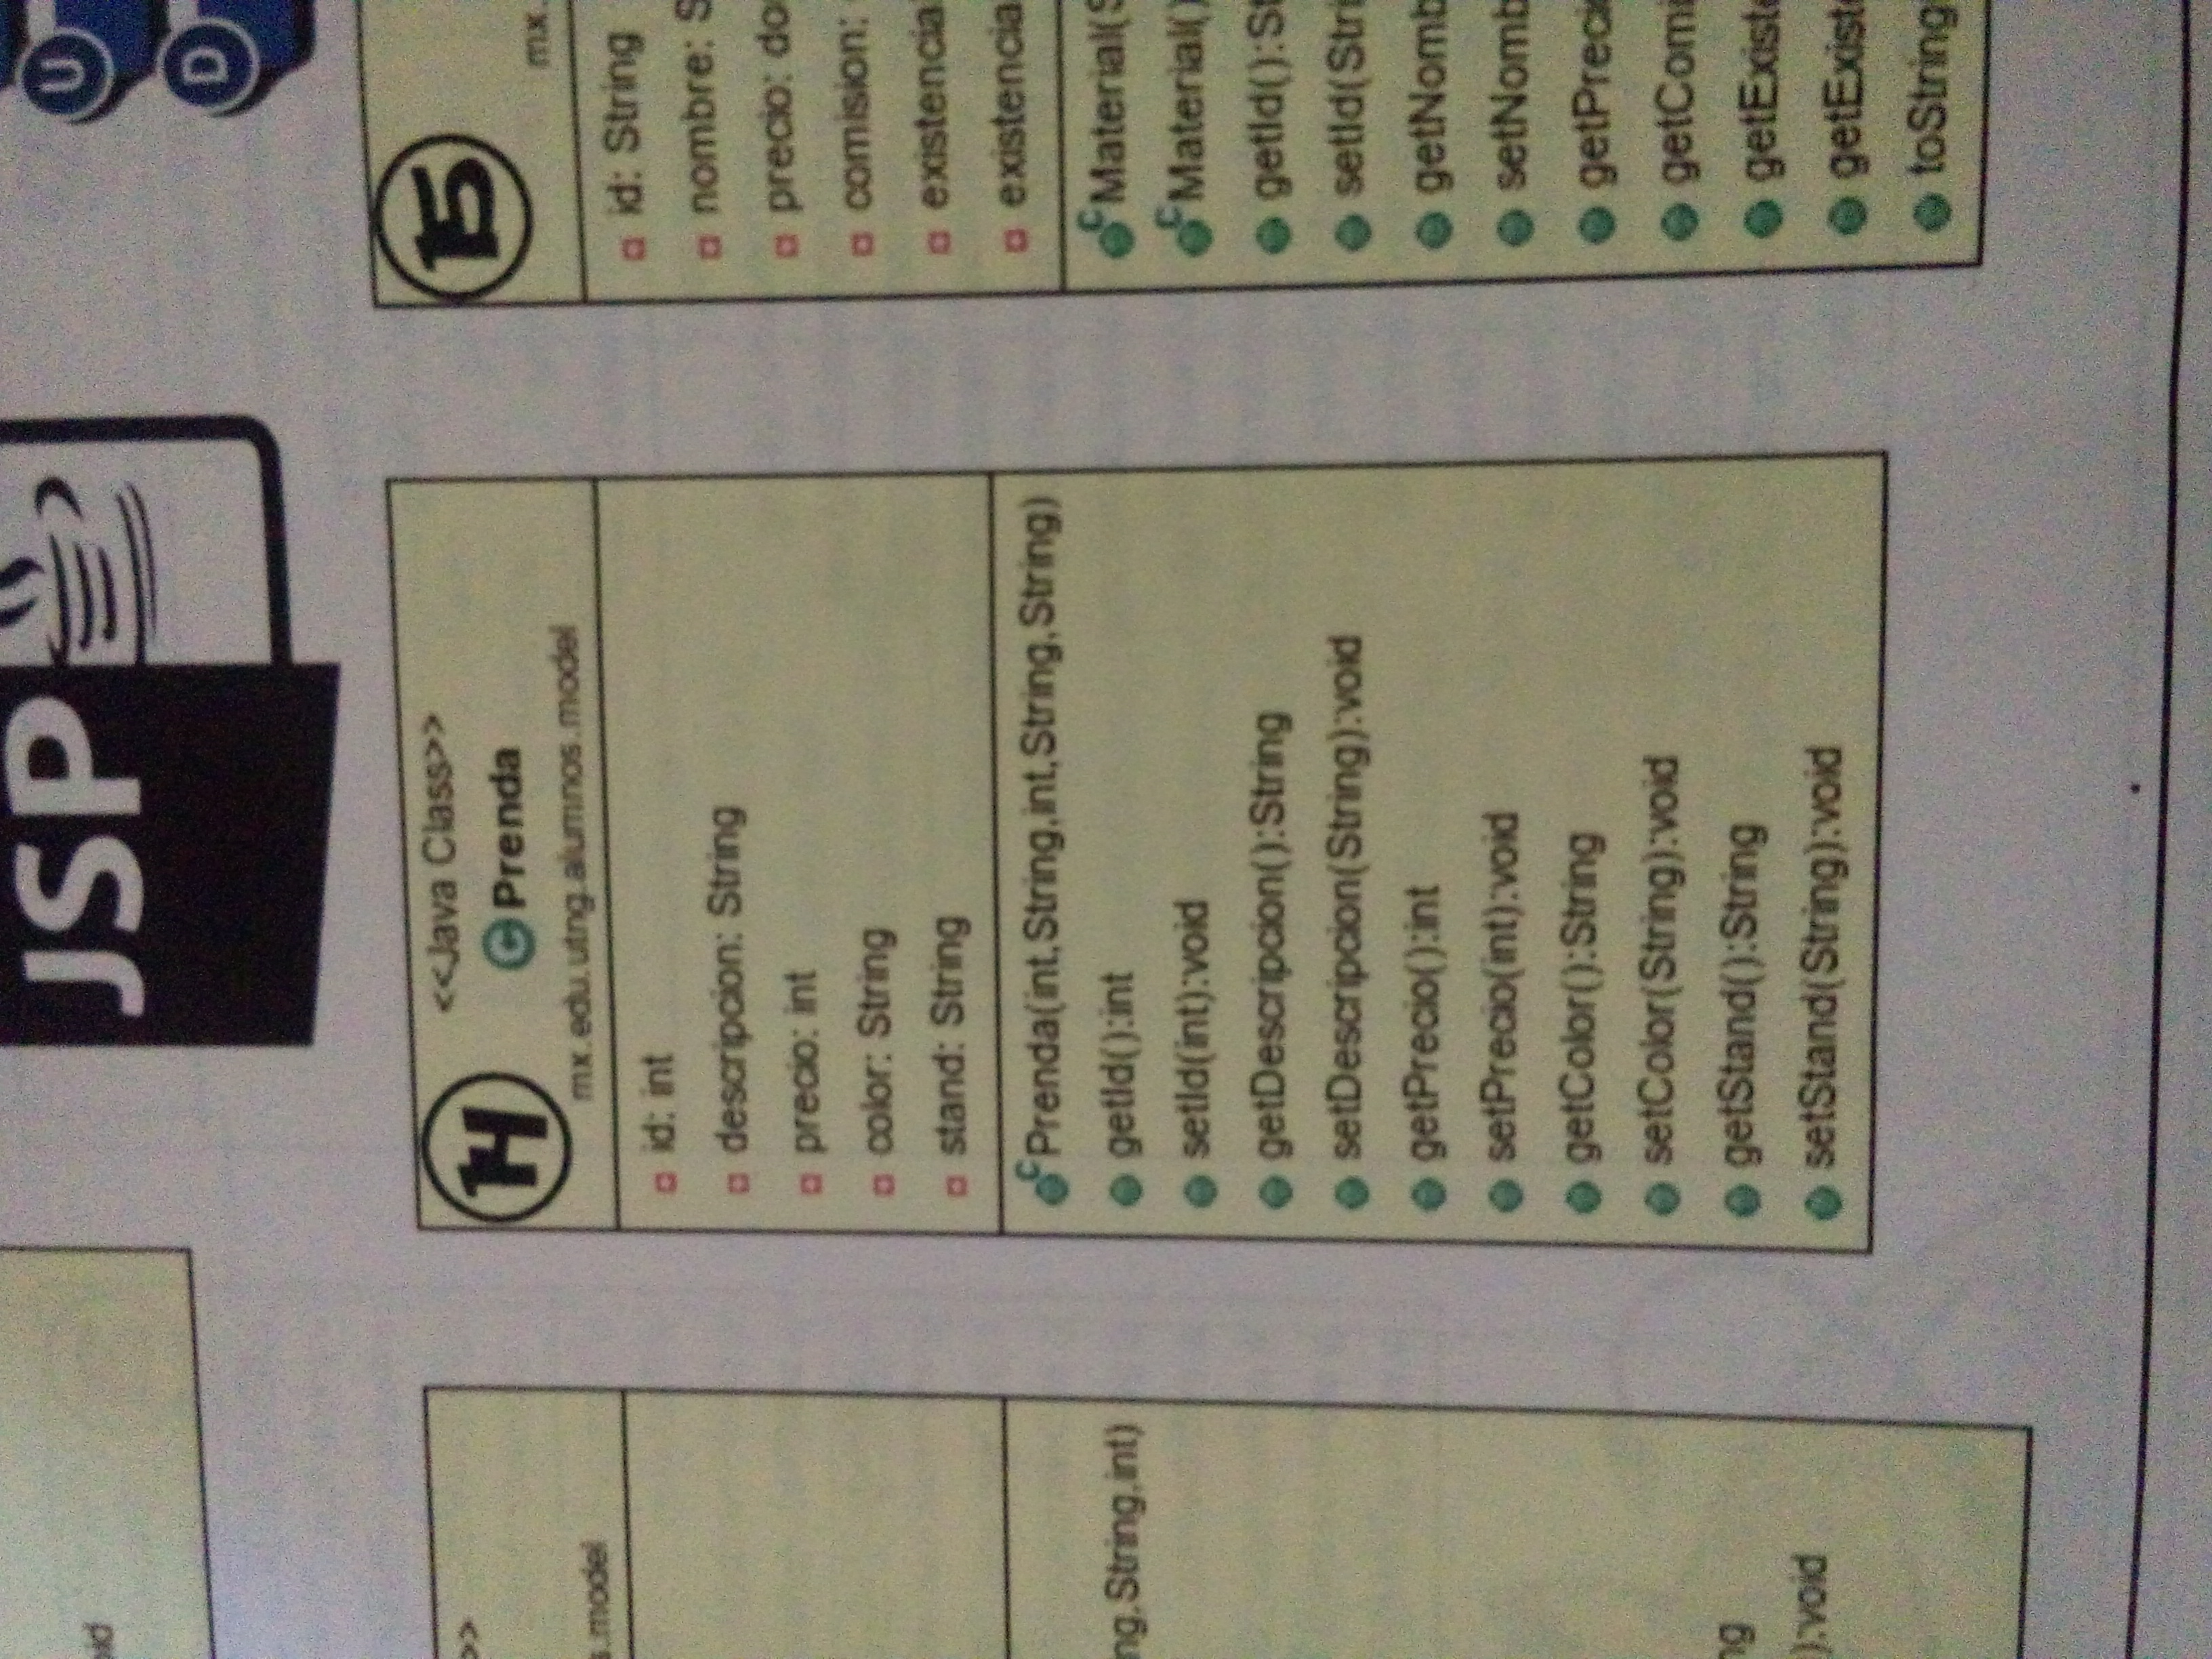 oid
JSP
U
D
>>
s.model
ng,String,int)
ng
):void
14
<<Java Class>>
C Prenda
mx.edu.utng.alumnos.model
id: int
descripcion: String
precio: int
color: String
stand: String
C Prenda(int,String,int,String,String)
getId():int
setId(int):void
getDescripcion():String
setDescripcion(String):void
getPrecio():int
setPrecio(int):void
getColor():String
setColor(String):void
getStand():String
setStand(String):void
15
mx.
id: String
nombre: S
precio: do
comision:
existencia
existencia
C Material(S
C Material()
getId():St
setId(Stri
getNomb
setNomb
getPreci
getComi
getExist
getExist
toString